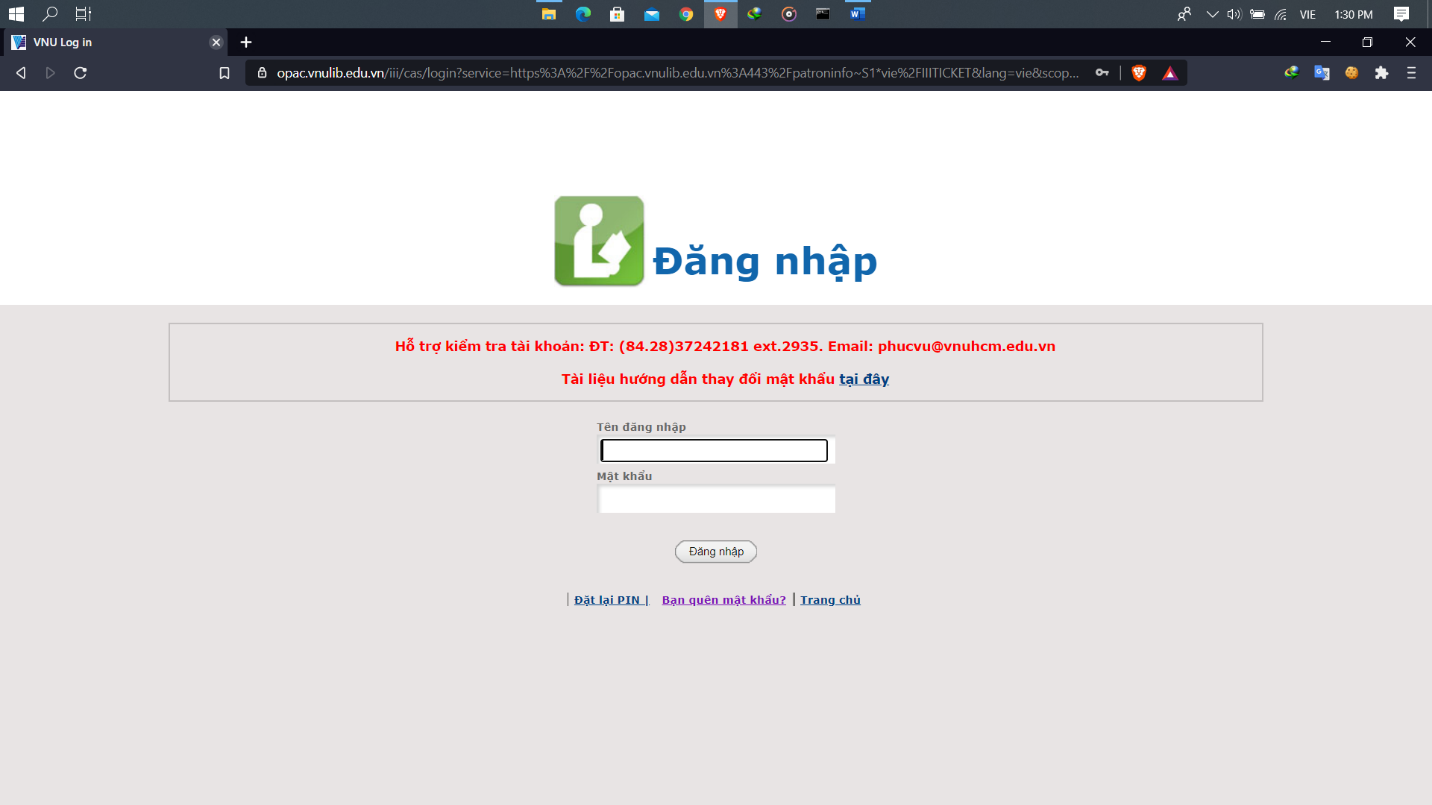 VIE
1:30 PM
VNU Log in
opac.vnulib.edu.vn/iii/cas/login?service=https%3A%2F%2Fopac.vnulib.edu.vn%3A443%2Fpatroninfo~S1*vie%2FIIITICKET&lang=vie&scop...
Đăng nhập
Hỗ trợ kiểm tra tài khoản: ĐT: (84.28)37242181 ext.2935. Email: phucvu@vnuhcm.edu.vn
Tài liệu hướng dẫn thay đổi mật khẩu tại đây
Tên đăng nhập
Mật khẩu
Đăng nhập
| Đặt lại PIN | Bạn quên mật khẩu? | Trang chủ